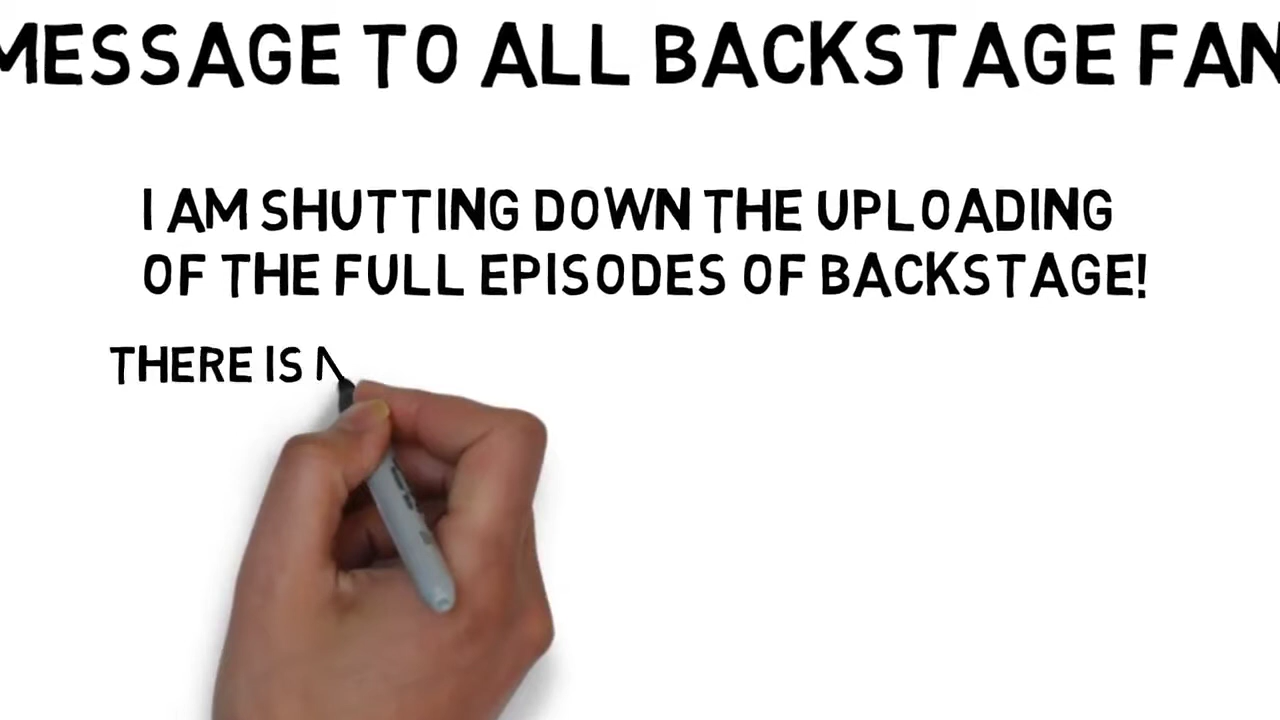 MESSAGE TO ALL BACKSTAGE FAN
I AM SHUTTING DOWN THE UPLOADING
OF THE FULL EPISODES OF BACKSTAGE!
THERE IS